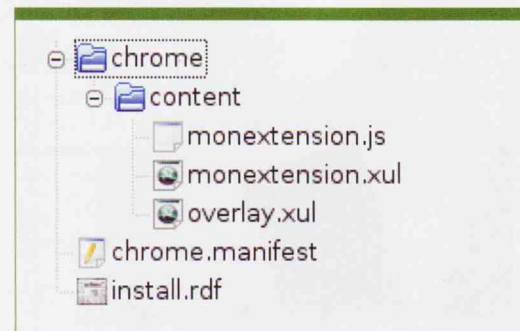 chrome
content
monextension.js
monextension.xul
overlay.xul
chrome.manifest
install.rdf